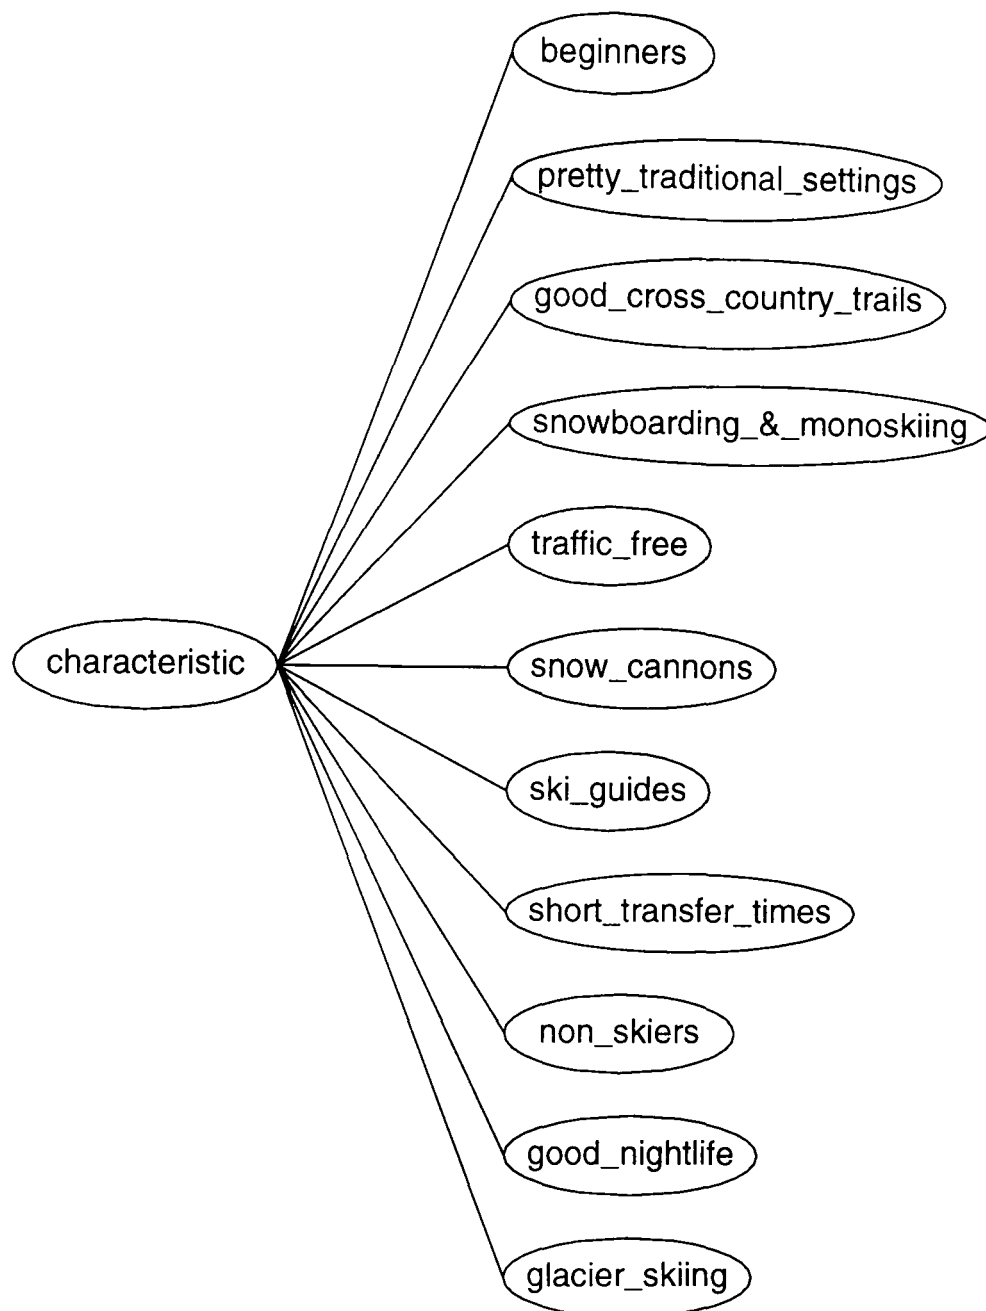 beginners
pretty_traditional_settings
good_cross_country_trails
snowboarding_&_monoskiing
traffic_free
characteristic
snow_cannons
ski_guides
short_transfer_times
non_skiers
good_nightlife
glacier_skiing